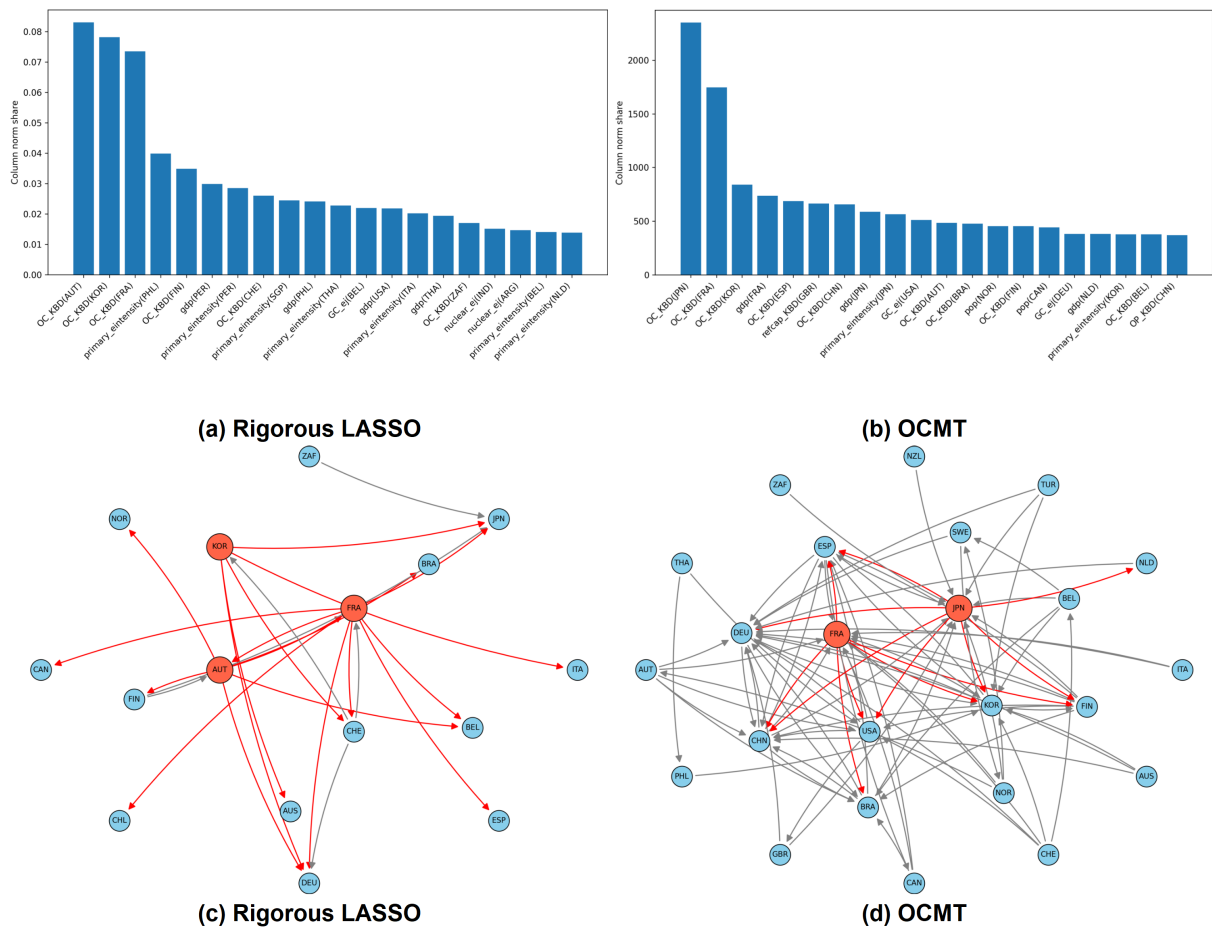 0.08
0.07
0.06
0.05
0.04
0.03
0.02
0.01
0.00
Column norm share
OC_KBD(AUT)
OC_KBD(KOR)
OC_KBD(FRA)
primary_eintensity(PHL)
OC_KBD(FIN)
gdp(PER)
primary_eintensity(PER)
OC_KBD(CHE)
primary_eintensity(SGP)
gdp(PHL)
primary_eintensity(THA)
GC_ej(BEL)
gdp(USA)
primary_eintensity(ITA)
gdp(THA)
OC_KBD(ZAF)
nuclear_ej(IND)
nuclear_ej(ARG)
primary_eintensity(BEL)
primary_eintensity(NLD)
(a) Rigorous LASSO
2000
1500
1000
500
0
Column norm share
OC_KBD(JPN)
OC_KBD(FRA)
OC_KBD(KOR)
gdp(FRA)
OC_KBD(ESP)
refcap_KBD(GBR)
OC_KBD(CHN)
gdp(JPN)
primary_eintensity(JPN)
GC_ej(USA)
OC_KBD(AUT)
OC_KBD(BRA)
pop(NOR)
OC_KBD(FIN)
pop(CAN)
GC_ej(DEU)
gdp(NLD)
primary_eintensity(KOR)
OC_KBD(BEL)
OP_KBD(CHN)
(b) OCMT
ZAF
NOR
JPN
KOR
BRA
FRA
CAN
AUT
ITA
FIN
BEL
CHE
CHL
AUS
ESP
DEU
(c) Rigorous LASSO
NZL
ZAF
TUR
SWE
ESP
THA
NLD
BEL
JPN
DEU
FRA
AUT
ITA
KOR
FIN
CHN
USA
PHL
AUS
NOR
BRA
GBR
CHE
CAN
(d) OCMT